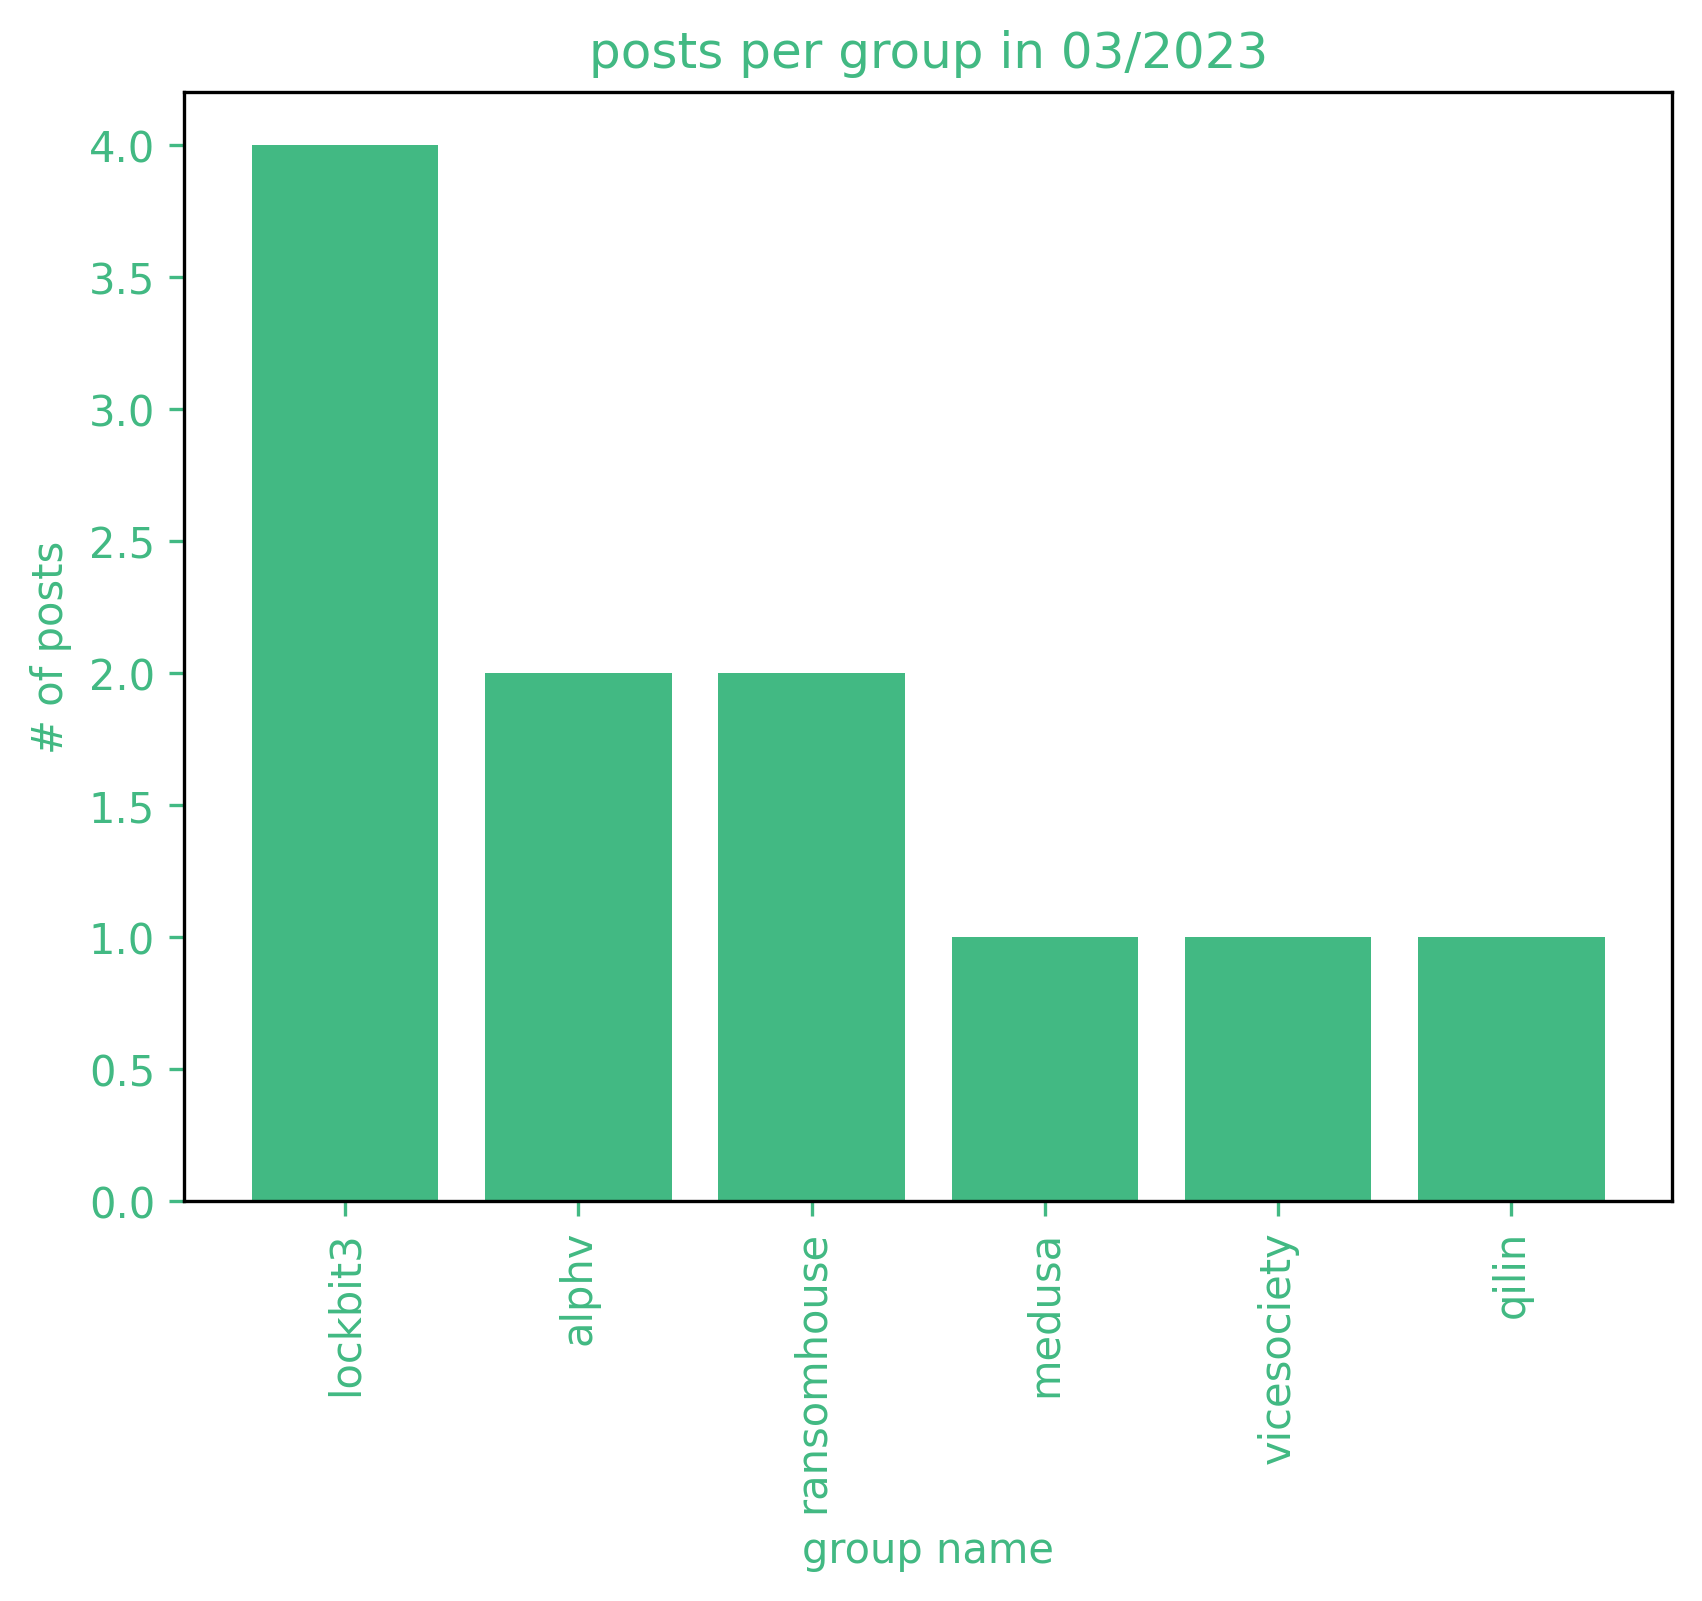 posts per group in 03/2023
4.0
3.5
3.0
2.5
2.0
1.5
1.0
0.5
0.0
# of posts
lockbit3
alphv
ransomhouse
medusa
vicesociety
qilin
group name